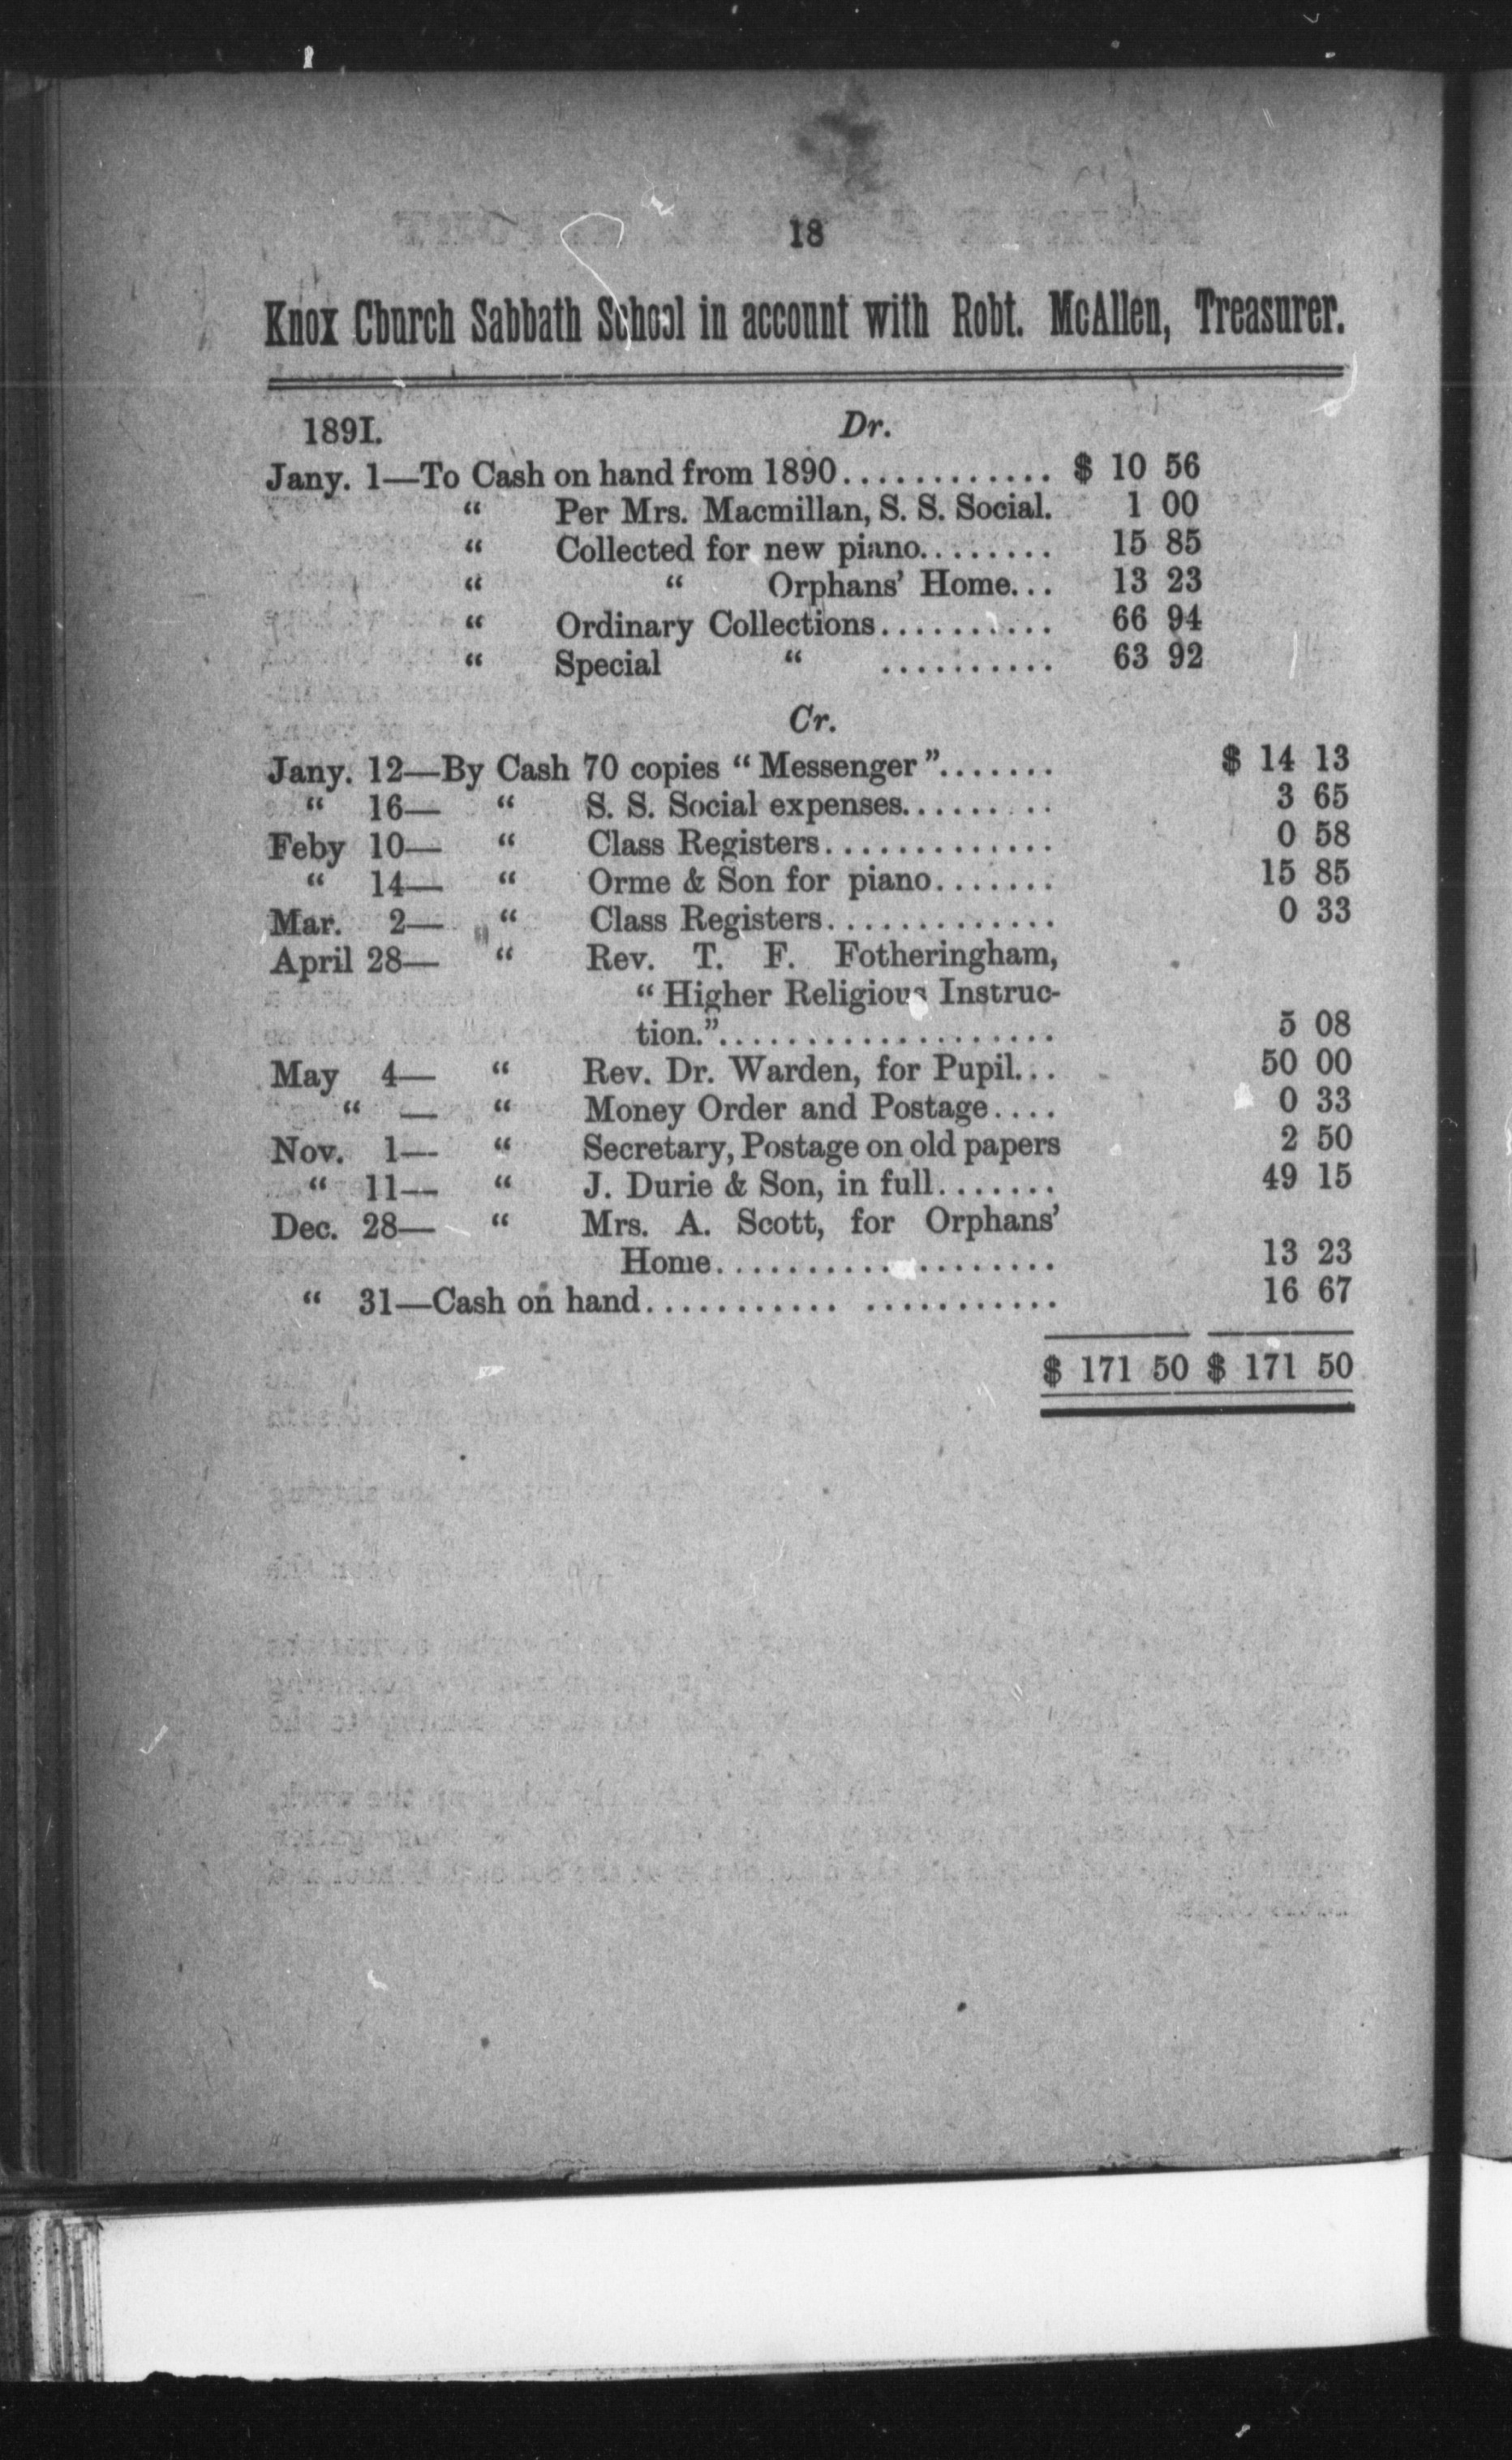 18
Knox Church Sabbath School in account with Robt. McAllen, Treasurer.
1891. Dr.
Jany. 1—To Cash on hand from 1890............. $ 10 56
“ Per Mrs. Macmillan, S. S. Social. 1 00
“ Collected for new piano........ 15 85
“ “ Orphans’ Home... 13 23
“ Ordinary Collections.......... 66 94
“ Special “ .......... 63 92
Cr.
Jany. 12—By Cash 70 copies “Messenger”....... $ 14 13
“ 16— “ S. S. Social expenses......... 3 65
Feby 10— “ Class Registers............. 0 58
“ 14— “ Orme & Son for piano....... 15 85
Mar. 2— “ Class Registers............. 0 33
April 28— “ Rev. T. F. Fotheringham,
“Higher Religious Instruc-
tion.”................... 5 08
May 4— “ Rev. Dr. Warden, for Pupil... 50 00
“ — “ Money Order and Postage.... 0 33
Nov. 1— “ Secretary, Postage on old papers 2 50
“ 11— “ J. Durie & Son, in full....... 49 15
Dec. 28— “ Mrs. A. Scott, for Orphans’
Home................... 13 23
“ 31—Cash on hand........... ........... 16 67
$ 171 50 $ 171 50